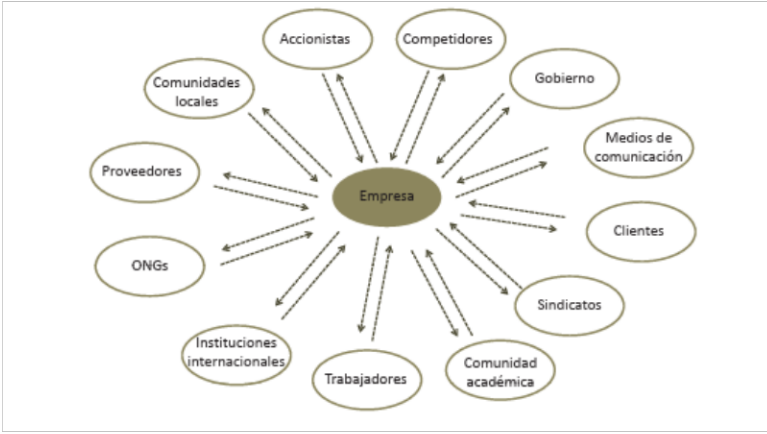 Accionistas
Competidores
Gobierno
Comunidades
locales
Medios de
comunicación
Proveedores
Empresa
Clientes
ONGs
Sindicatos
Instituciones
internacionales
Comunidad
académica
Trabajadores